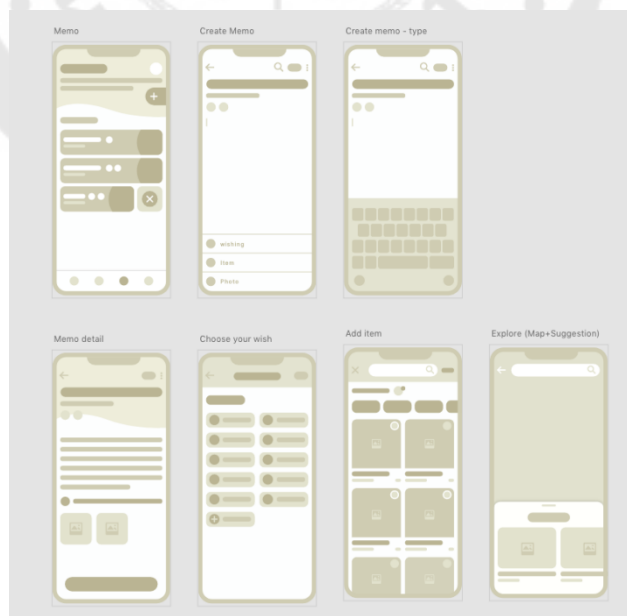 Memo
Create Memo
Create memo - type
wishing
Item
Photo
Memo detail
Choose your wish
Add item
Explore (Map+Suggestion)